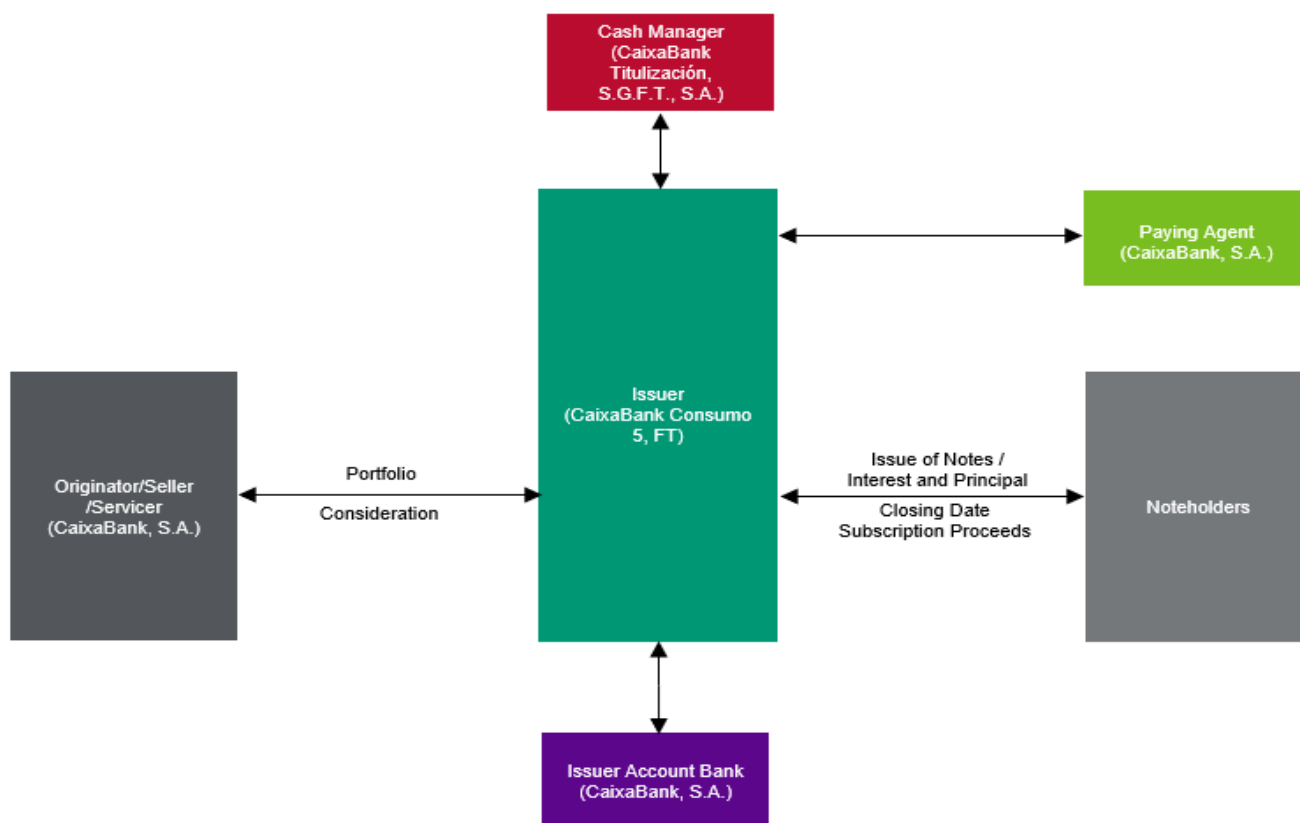 Cash Manager
(CaixaBank
Titulización,
S.G.F.T., S.A.)
Paying Agent
(CaixaBank, S.A.)
Issuer
(CaixaBank Consumo
5, FT)
Originator/Seller
/Servicer
(CaixaBank, S.A.)
Portfolio
Consideration
Issue of Notes /
Interest and Principal
Closing Date
Subscription Proceeds
Noteholders
Issuer Account Bank
(CaixaBank, S.A.)